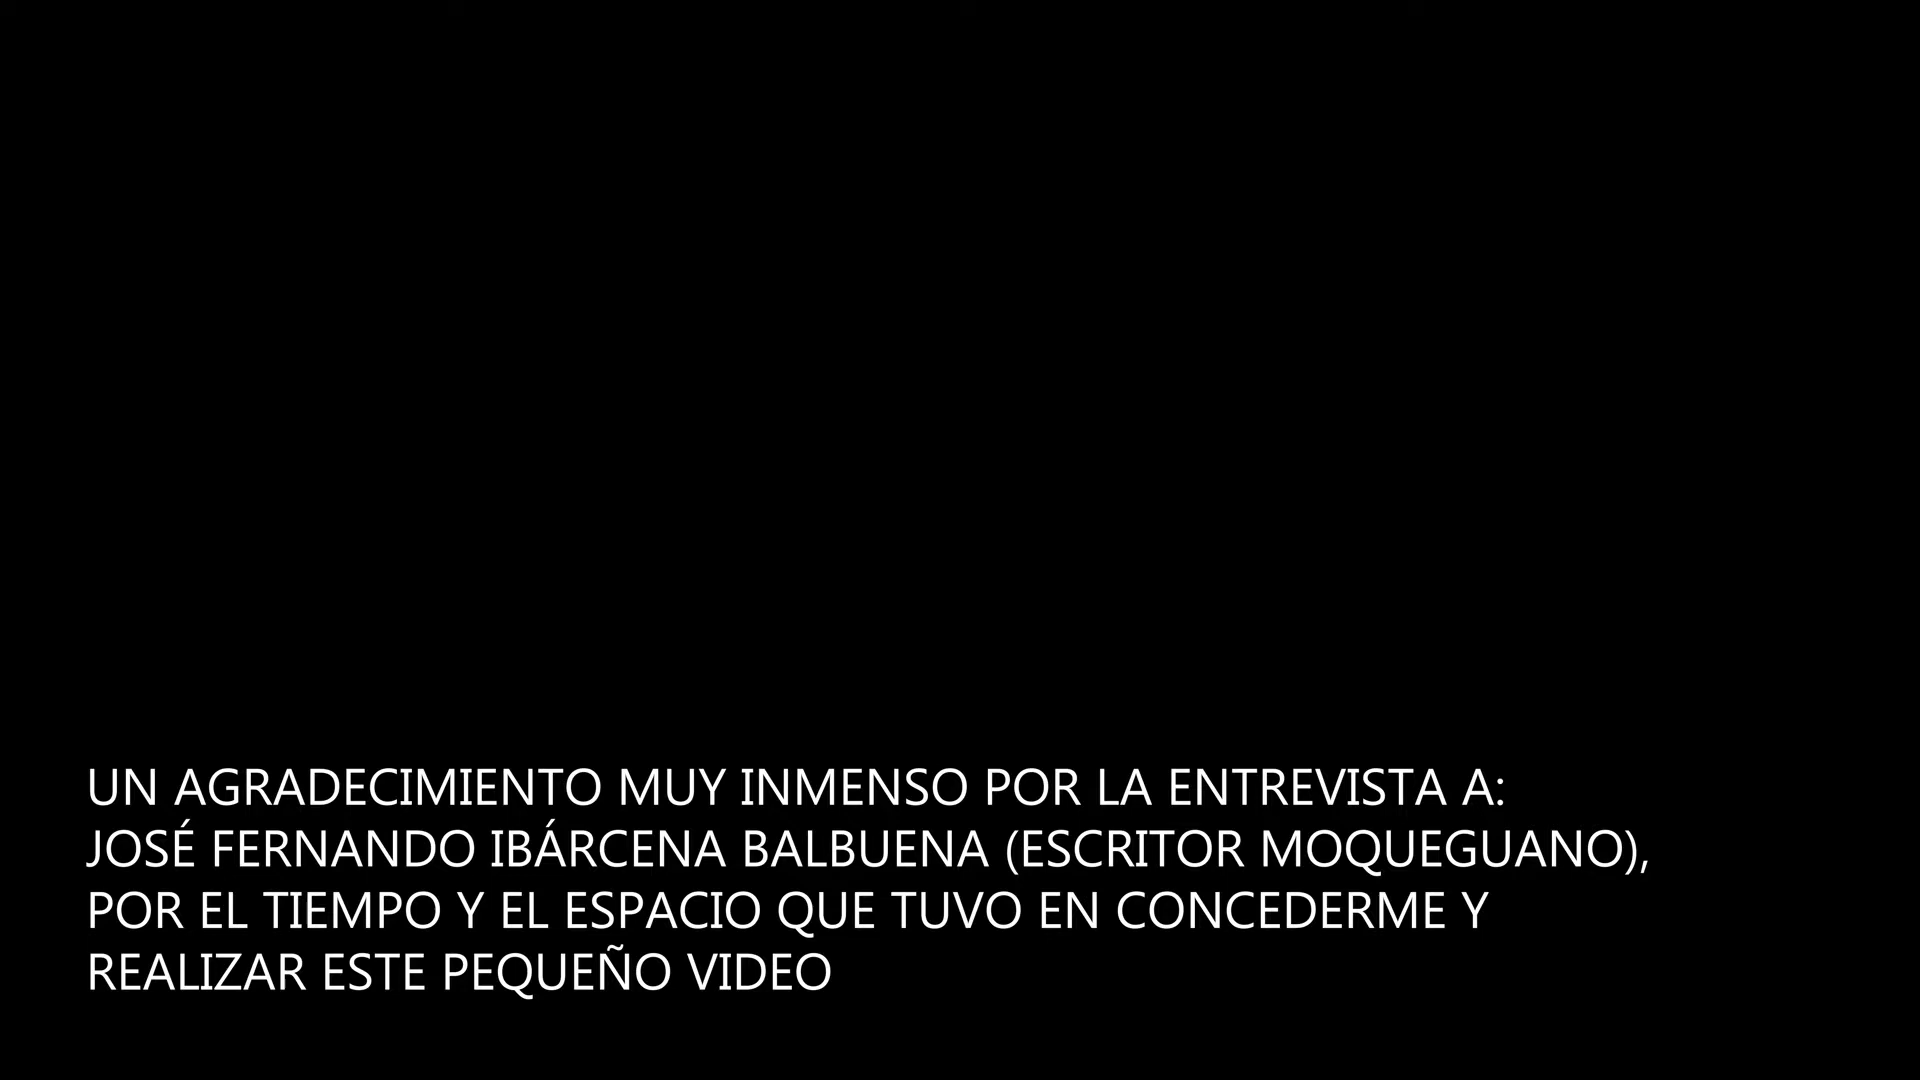 UN AGRADECIMIENTO MUY INMENSO POR LA ENTREVISTA A:
JOSÉ FERNANDO IBÁRCENA BALBUENA (ESCRITOR MOQUEGUANO),
POR EL TIEMPO Y EL ESPACIO QUE TUVO EN CONCEDERME Y
REALIZAR ESTE PEQUEÑO VIDEO